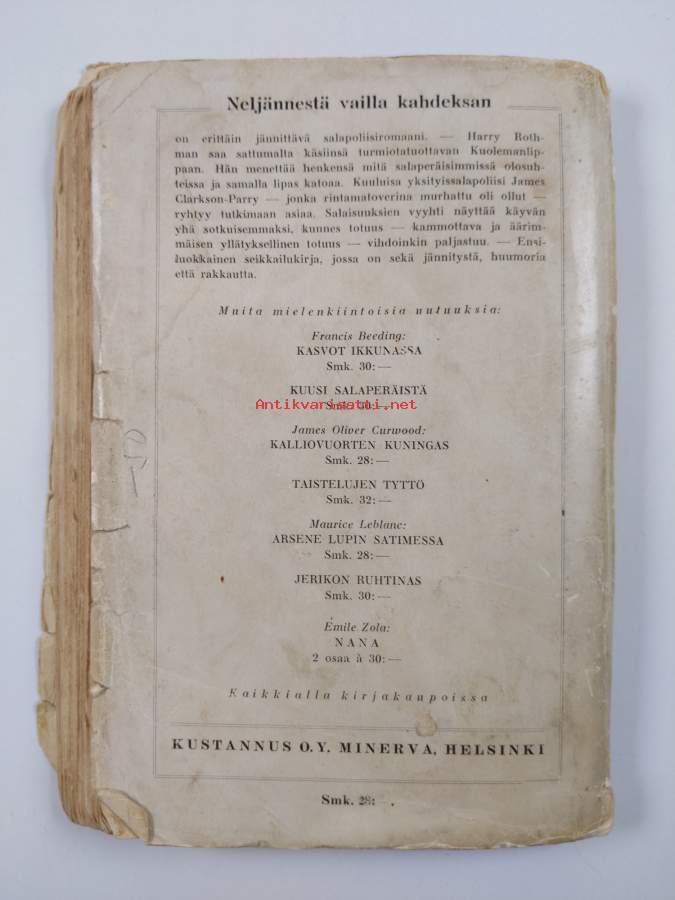 Neljännestä vailla kahdeksan
on erittäin jännittävä salapoliisiromaani. — Harry Roth-
man saa sattumalta käsiinsä turmiotatuottavan Kuolemanlip-
paan. Hän menettää henkensä mitä salaperäisimmissä olosuh-
teissa ja samalla lipas katoaa. Kuuluisa yksityissalapoliisi James
Clarkson-Parry — jonka rintamatoverina murhattu oli ollut —
ryhtyy tutkimaan asiaa. Salaisuuksien vyyhti näyttää käyvän
yhä sotkuisemmaksi, kunnes totuus — kammottava ja äärim-
mäisen yllätyksellinen totuus — vihdoinkin paljastuu. — Ensi-
luokkainen seikkailukirja, jossa on sekä jännitystä, huumoria
että rakkautta.
Muita mielenkiintoisia uutuuksia:
Francis Beeding:
KASVOT IKKUNASSA
Smk. 30:—
KUUSI SALAPERÄISTÄ
Smk. 30:—
Antikvariaatti.net
James Oliver Curwood:
KALLIOVUORTEN KUNINGAS
Smk. 28:—
TAISTELUJEN TYTTÖ
Smk. 32:—
Maurice Leblanc:
ARSENE LUPIN SATIMESSA
Smk. 28:—
JERIKON RUHTINAS
Smk. 30:—
Émile Zola:
NANA
2 osaa à 30:—
Kaikkialla kirjakaupoissa
KUSTANNUS O.Y. MINERVA, HELSINKI
Smk. 28:—